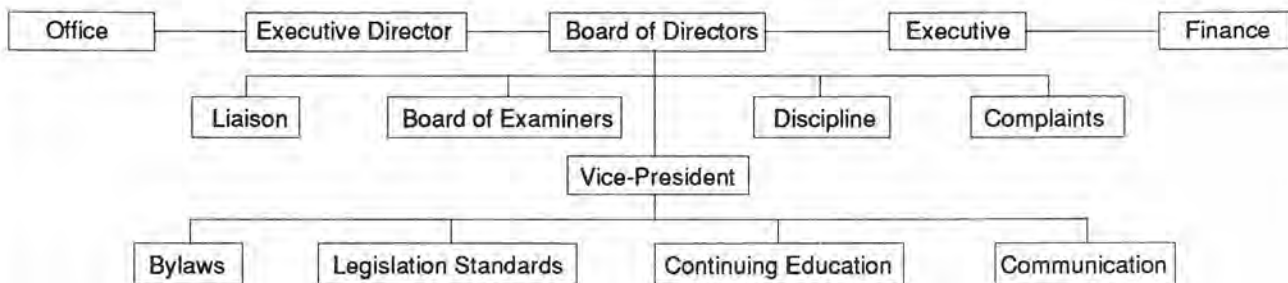 Office
Executive Director
Board of Directors
Executive
Finance
Liaison
Board of Examiners
Discipline
Complaints
Vice-President
Bylaws
Legislation Standards
Continuing Education
Communication